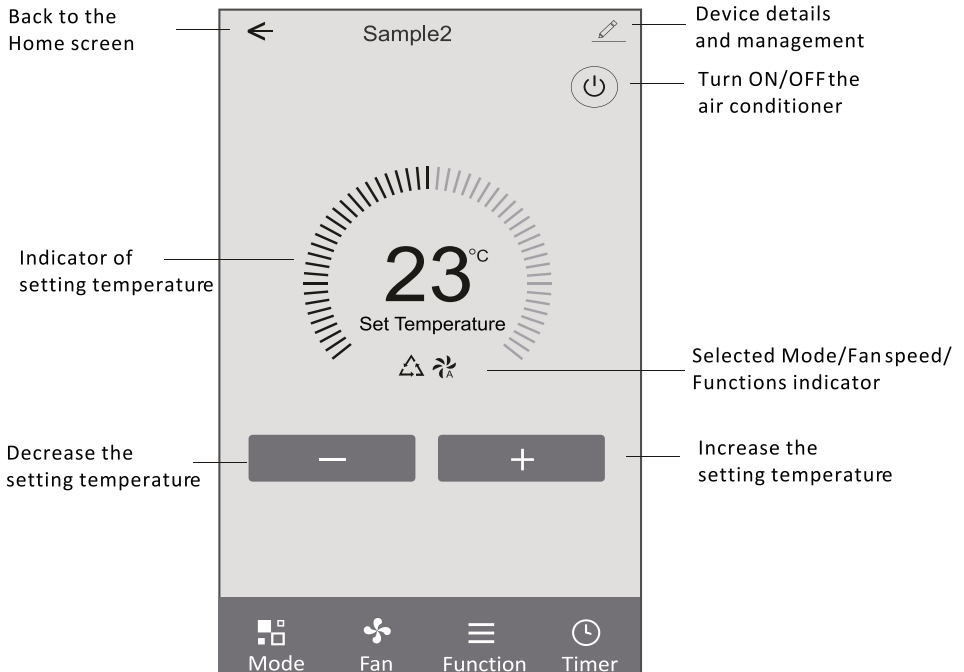 Back to the
Home screen
Sample2
Device details
and management
Turn ON/OFF the
air conditioner
Indicator of
setting temperature
23°C
Set Temperature
A
Selected Mode/Fan speed/
Functions indicator
Decrease the
setting temperature
−
+
Increase the
setting temperature
Mode
Fan
Function
Timer